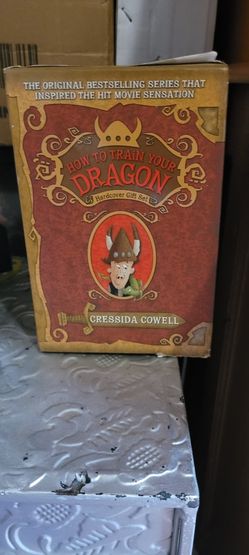 THE ORIGINAL BESTSELLING SERIES THAT
INSPIRED THE HIT MOVIE SENSATION
HOW TO TRAIN YOUR
DRAGON
Hardcover Gift Set
CRESSIDA COWELL